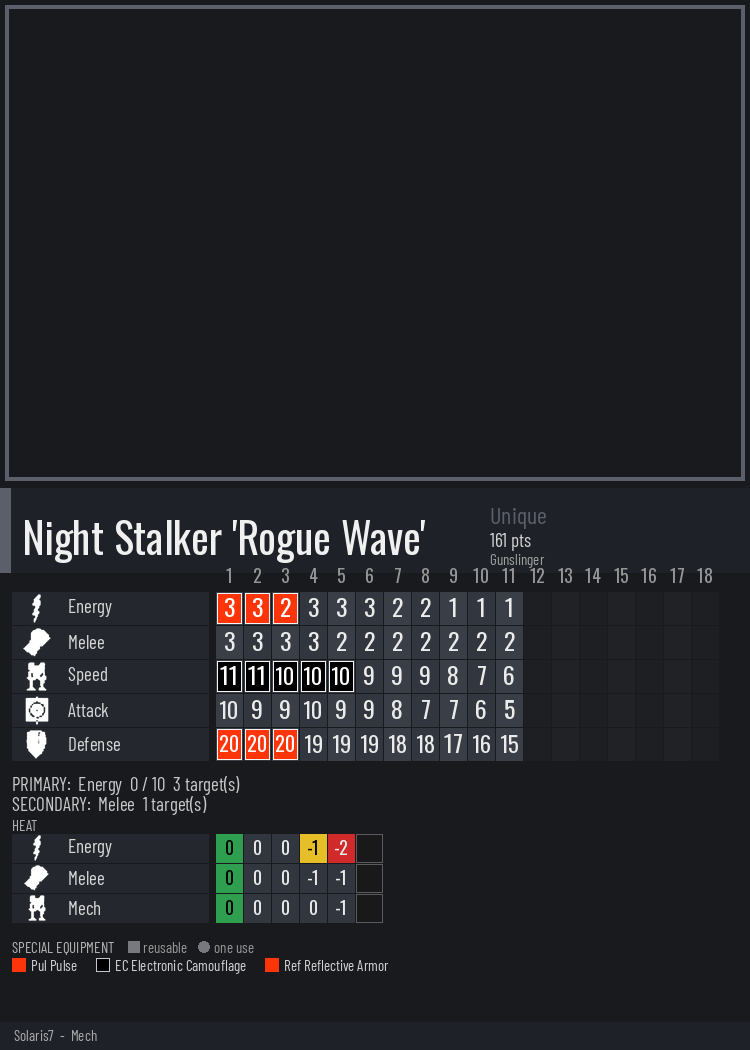 Night Stalker 'Rogue Wave'
Unique
161 pts
Gunslinger
1 2 3 4 5 6 7 8 9 10 11 12 13 14 15 16 17 18
Energy 3 3 2 3 3 3 2 2 1 1 1
Melee 3 3 3 3 2 2 2 2 2 2 2
Speed 11 11 10 10 10 9 9 9 8 7 6
Attack 10 9 9 10 9 9 8 7 7 6 5
Defense 20 20 20 19 19 19 18 18 17 16 15
PRIMARY: Energy 0 / 10 3 target(s)
SECONDARY: Melee 1 target(s)
HEAT
Energy 0 0 0 -1 -2
Melee 0 0 0 -1 -1
Mech 0 0 0 0 -1
SPECIAL EQUIPMENT reusable one use
Pul Pulse EC Electronic Camouflage Ref Reflective Armor
Solaris7 - Mech